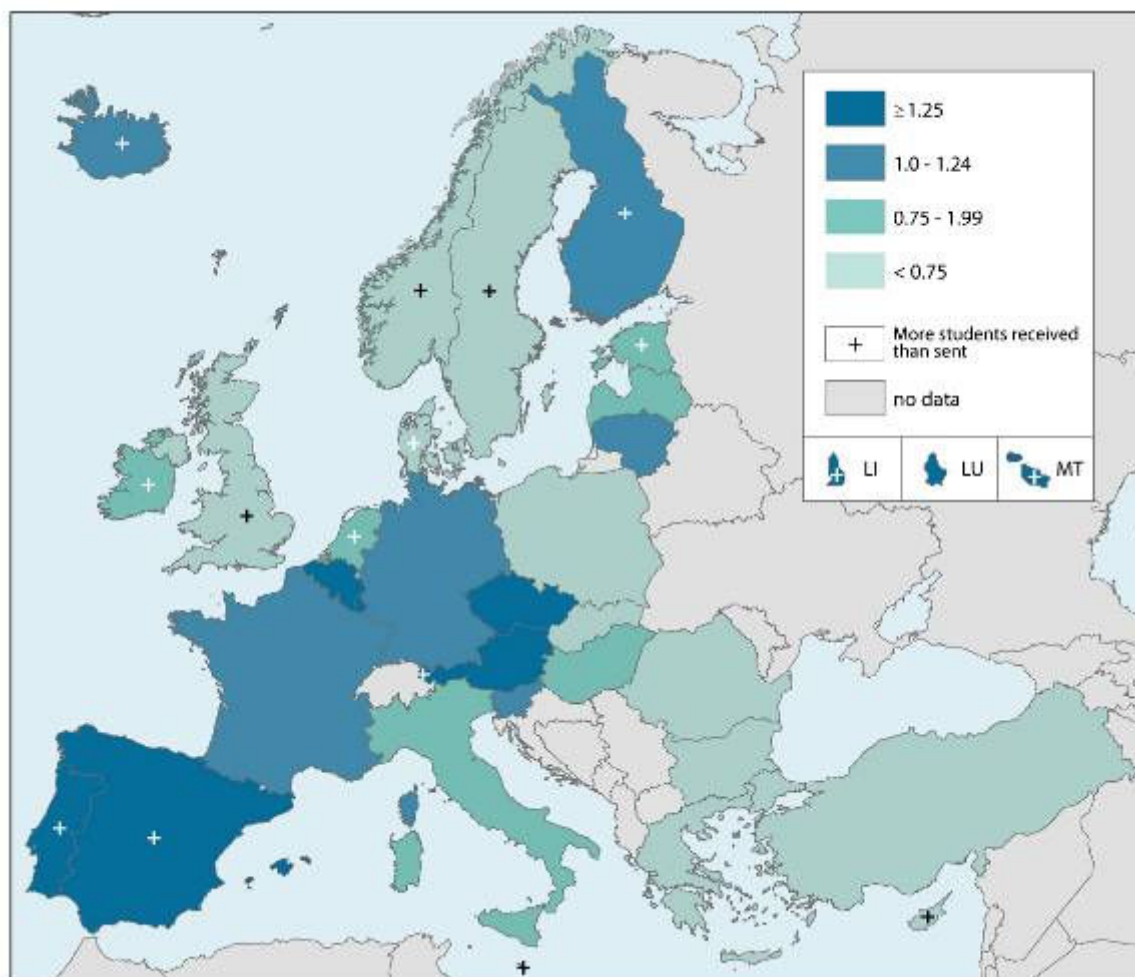 ≥1.25
1.0 - 1.24
0.75 - 1.99
< 0.75
More students received
than sent
no data
LI
LU
MT